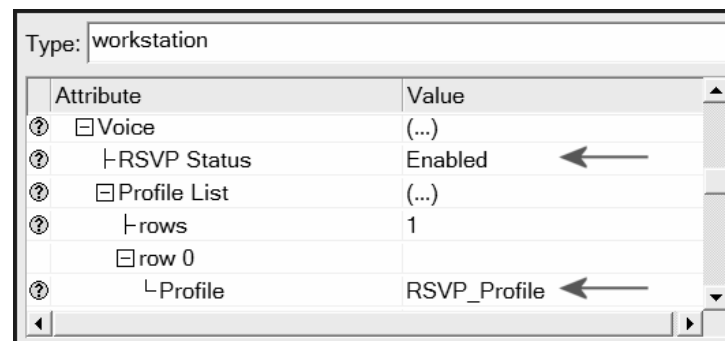 Type: workstation
Attribute Value
Voice (...)
RSVP Status Enabled
Profile List (...)
rows 1
row 0
Profile RSVP_Profile